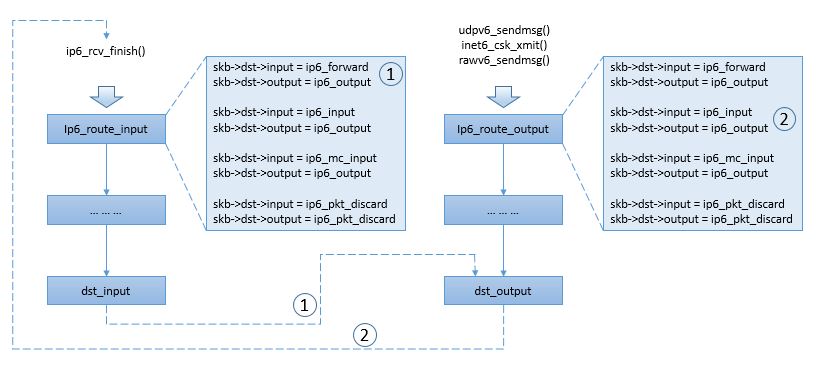 ip6_rcv_finish()
Ip6_route_input
... ... ...
dst_input
skb->dst->input = ip6_forward
skb->dst->output = ip6_output
1
skb->dst->input = ip6_input
skb->dst->output = ip6_output
skb->dst->input = ip6_mc_input
skb->dst->output = ip6_output
skb->dst->input = ip6_pkt_discard
skb->dst->output = ip6_pkt_discard
udpv6_sendmsg()
inet6_csk_xmit()
rawv6_sendmsg()
Ip6_route_output
... ... ...
dst_output
skb->dst->input = ip6_forward
skb->dst->output = ip6_output
skb->dst->input = ip6_input
skb->dst->output = ip6_output
2
skb->dst->input = ip6_mc_input
skb->dst->output = ip6_output
skb->dst->input = ip6_pkt_discard
skb->dst->output = ip6_pkt_discard
1
2